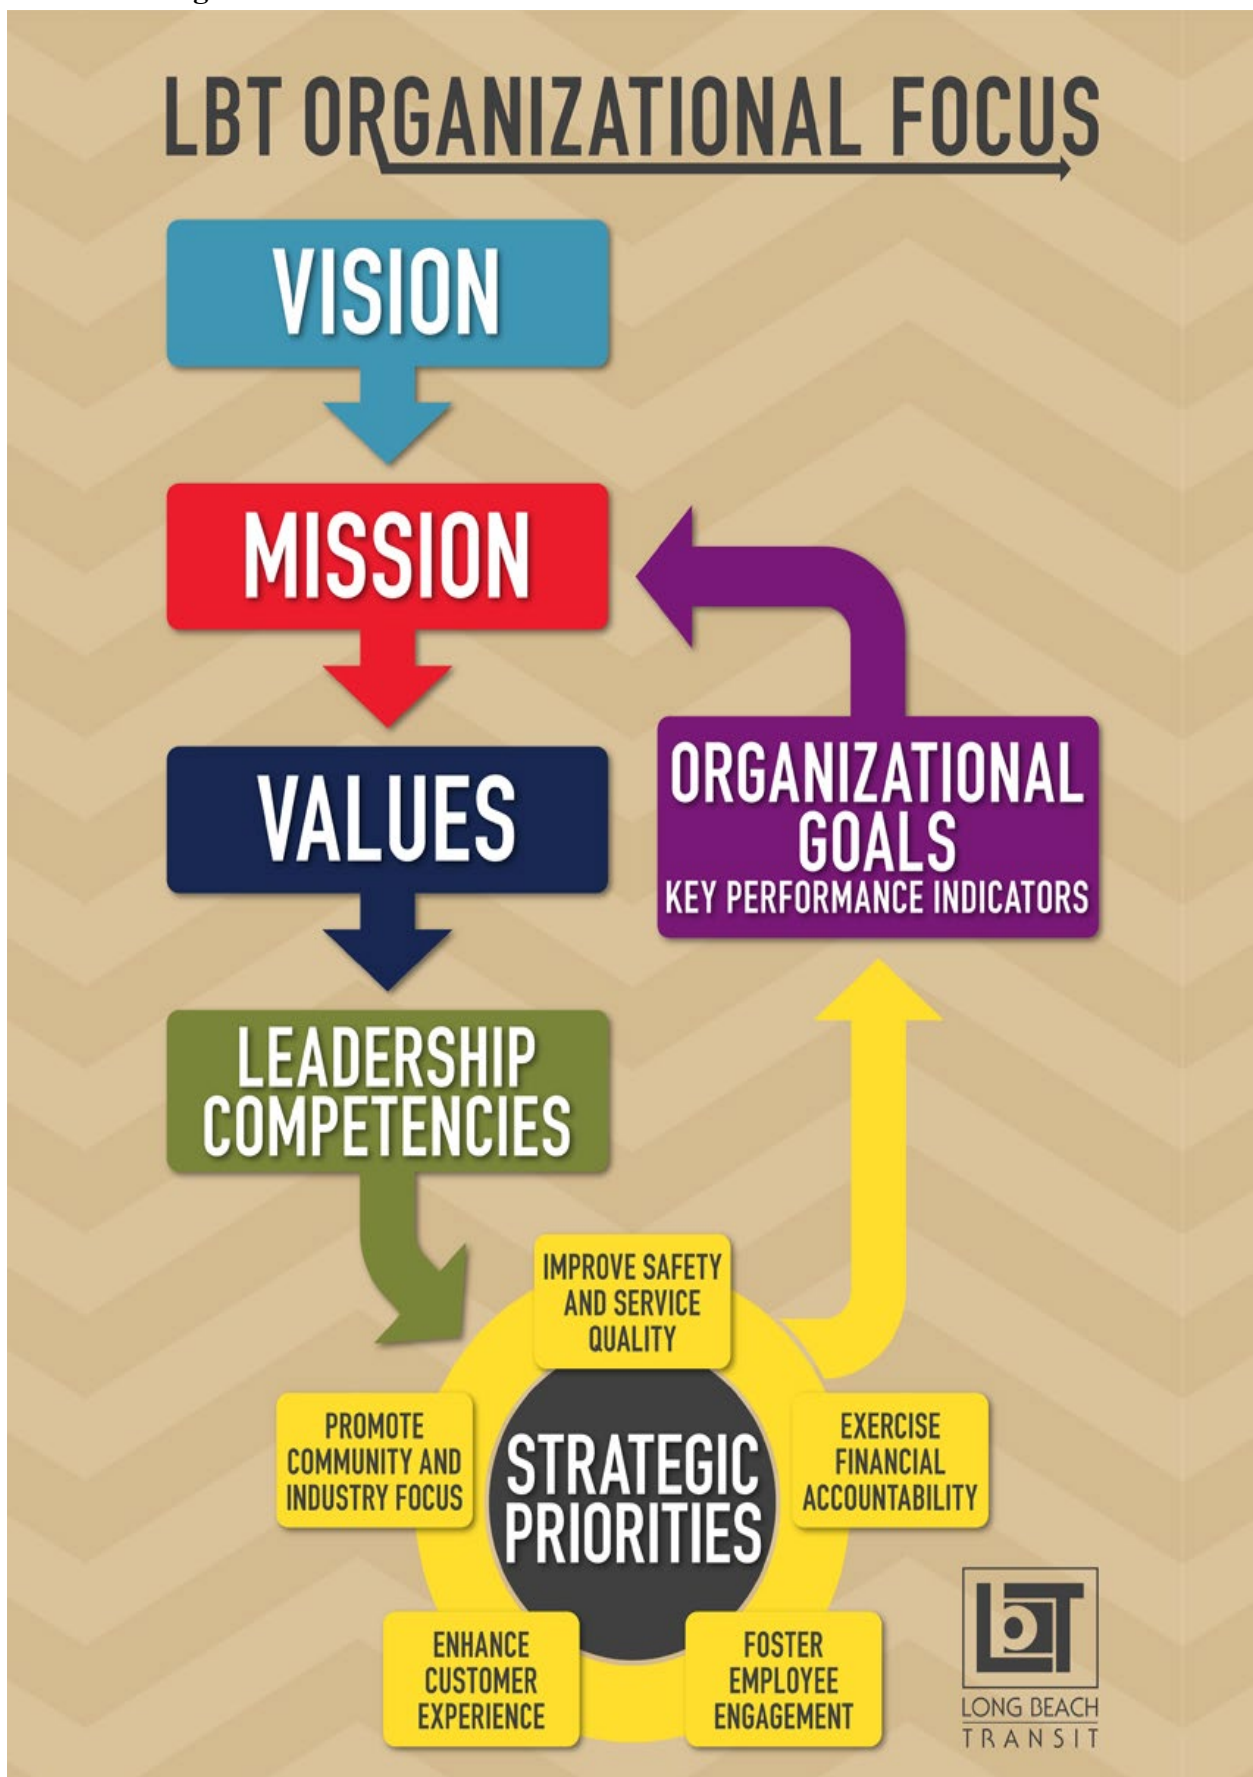 LBT ORGANIZATIONAL FOCUS
VISION
MISSION
VALUES
ORGANIZATIONAL
GOALS
KEY PERFORMANCE INDICATORS
LEADERSHIP
COMPETENCIES
IMPROVE SAFETY
AND SERVICE
QUALITY
PROMOTE
COMMUNITY AND
INDUSTRY FOCUS
STRATEGIC
PRIORITIES
EXERCISE
FINANCIAL
ACCOUNTABILITY
ENHANCE
CUSTOMER
EXPERIENCE
FOSTER
EMPLOYEE
ENGAGEMENT
LbT
LONG BEACH
TRANSIT